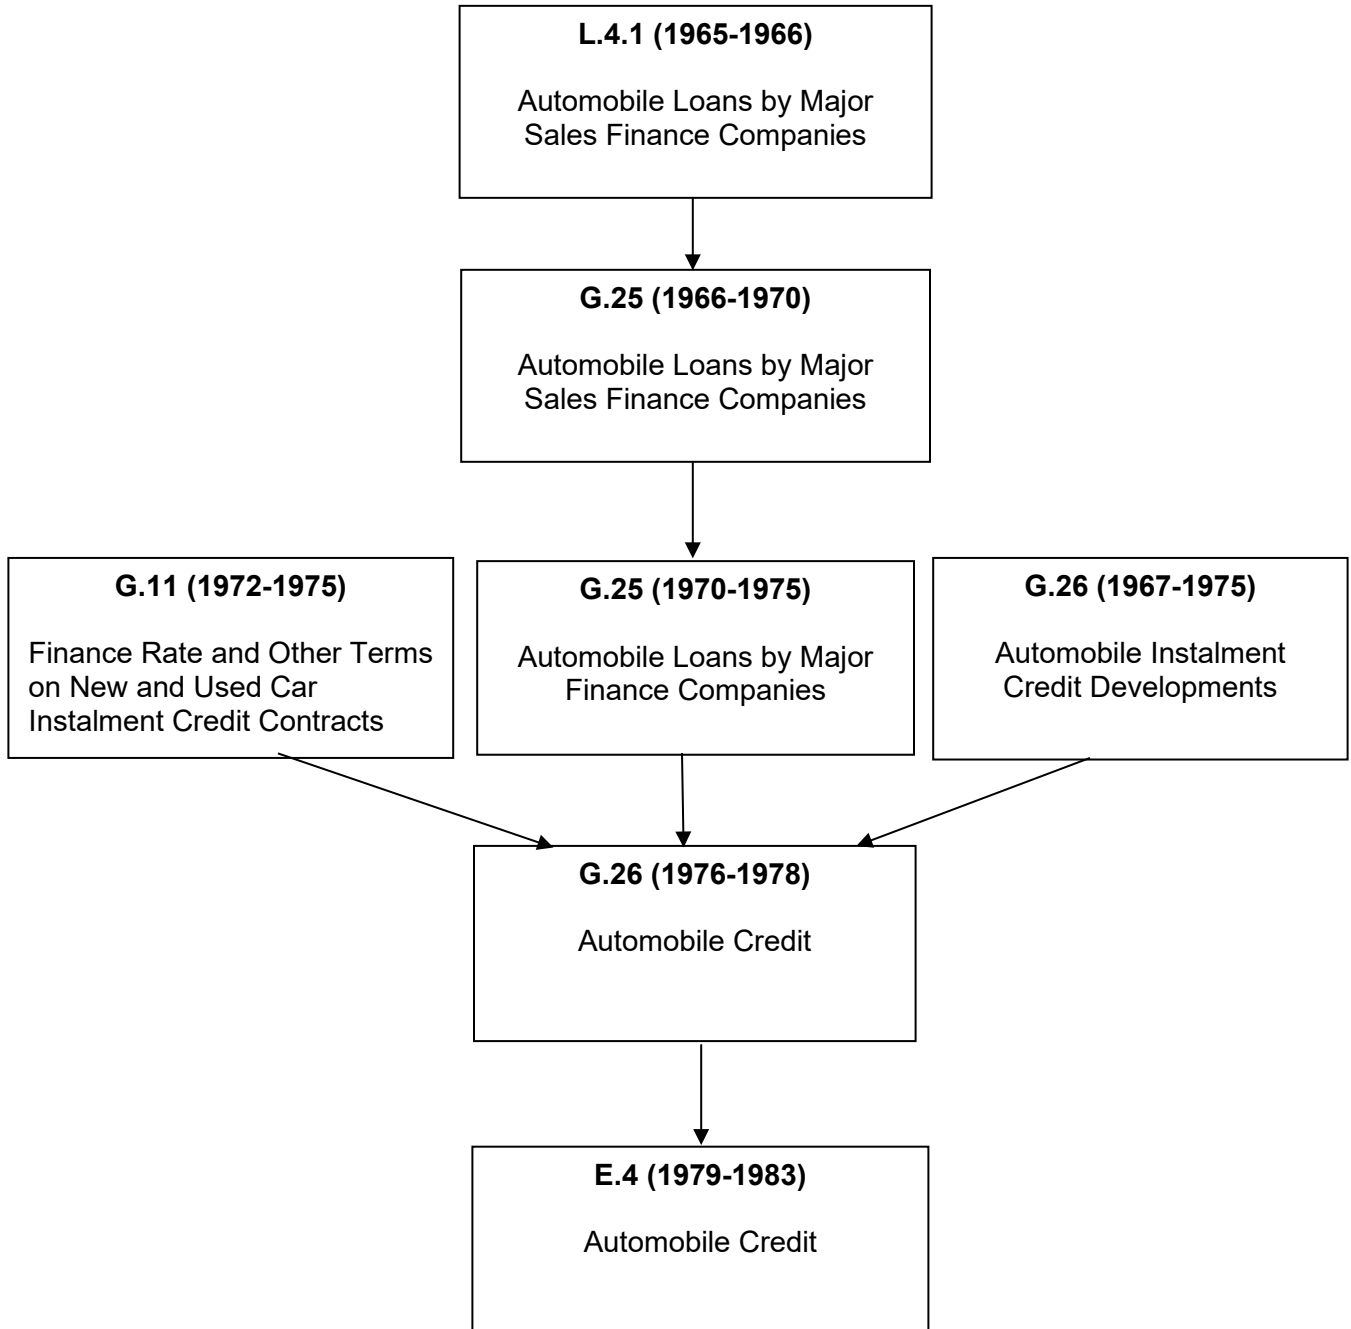 L.4.1 (1965-1966)
Automobile Loans by Major
Sales Finance Companies
G.25 (1966-1970)
Automobile Loans by Major
Sales Finance Companies
G.11 (1972-1975)
Finance Rate and Other Terms
on New and Used Car
Instalment Credit Contracts
G.25 (1970-1975)
Automobile Loans by Major
Finance Companies
G.26 (1967-1975)
Automobile Instalment
Credit Developments
G.26 (1976-1978)
Automobile Credit
E.4 (1979-1983)
Automobile Credit